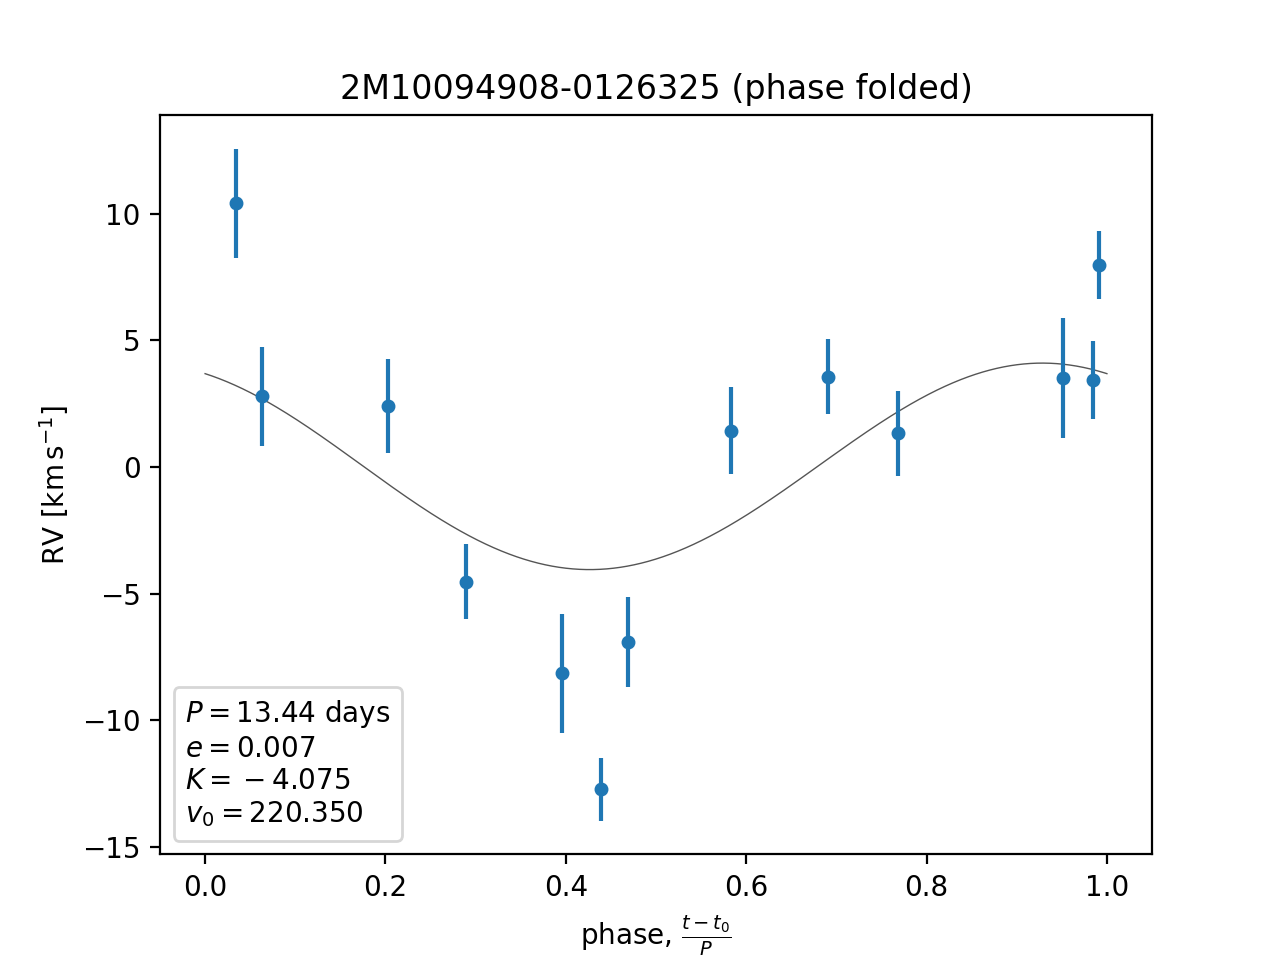 2M10094908-0126325 (phase folded)
RV [km s⁻¹]
10
5
0
−5
−10
−15
P = 13.44 days
e = 0.007
K = −4.075
v₀ = 220.350
0.0 0.2 0.4 0.6 0.8 1.0
phase, (t − t₀)/P